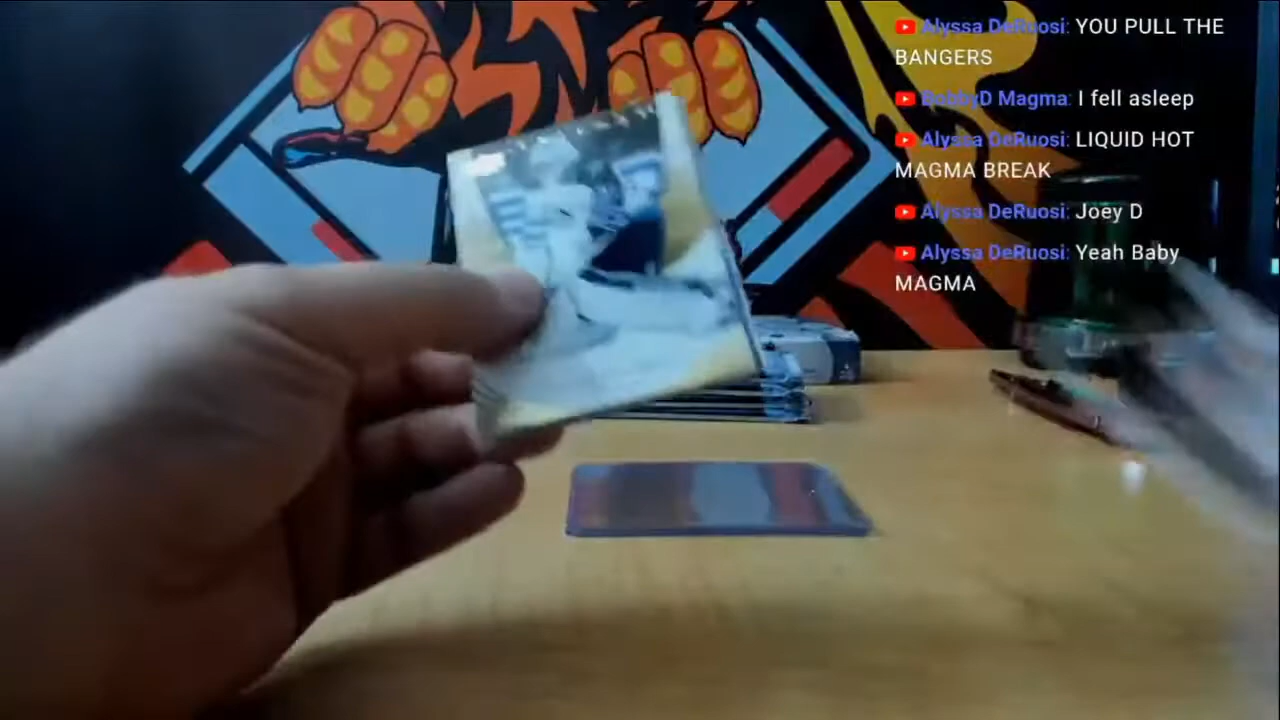 Alyssa DeRuosi: YOU PULL THE
BANGERS
BobbyD Magma: I fell asleep
Alyssa DeRuosi: LIQUID HOT
MAGMA BREAK
Alyssa DeRuosi: Joey D
Alyssa DeRuosi: Yeah Baby
MAGMA